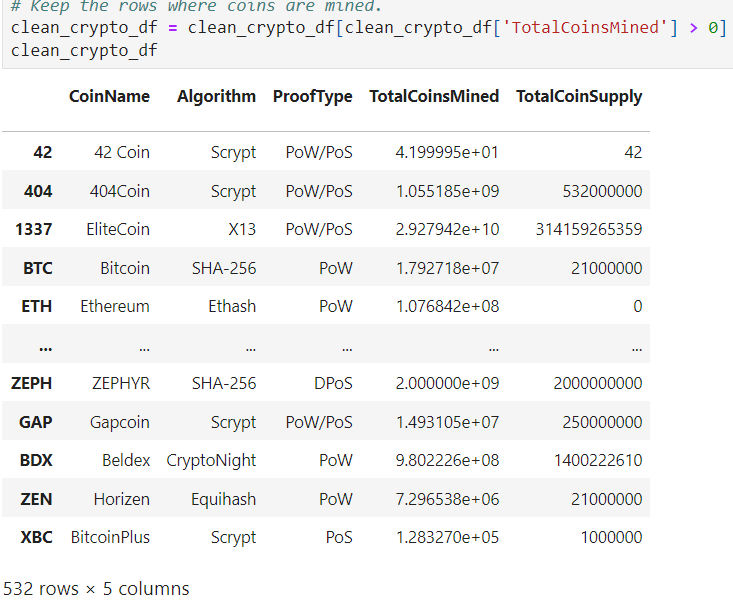 # Keep the rows where coins are mined.
clean_crypto_df = clean_crypto_df[clean_crypto_df['TotalCoinsMined'] > 0]
clean_crypto_df
CoinName Algorithm ProofType TotalCoinsMined TotalCoinSupply
42 42 Coin Scrypt PoW/PoS 4.199995e+01 42
404 404Coin Scrypt PoW/PoS 1.055185e+09 532000000
1337 EliteCoin X13 PoW/PoS 2.927942e+10 314159265359
BTC Bitcoin SHA-256 PoW 1.792718e+07 21000000
ETH Ethereum Ethash PoW 1.076842e+08 0
... ... ... ... ... ...
ZEPH ZEPHYR SHA-256 DPoS 2.000000e+09 2000000000
GAP Gapcoin Scrypt PoW/PoS 1.493105e+07 250000000
BDX Beldex CryptoNight PoW 9.802226e+08 1400222610
ZEN Horizen Equihash PoW 7.296538e+06 21000000
XBC BitcoinPlus Scrypt PoS 1.283270e+05 1000000
532 rows × 5 columns